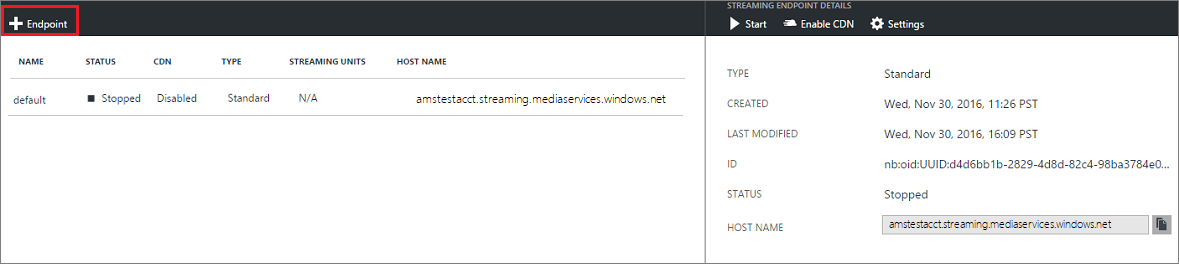 Endpoint
NAME STATUS CDN TYPE STREAMING UNITS HOST NAME
default Stopped Disabled Standard N/A amstestacct.streaming.mediaservices.windows.net
STREAMING ENDPOINT DETAILS
Start Enable CDN Settings
TYPE Standard
CREATED Wed, Nov 30, 2016, 11:26 PST
LAST MODIFIED Wed, Nov 30, 2016, 16:09 PST
ID nb:oid:UUID:d4d6bb1b-2829-4d8d-82c4-98ba3784e0...
STATUS Stopped
HOST NAME amstestacct.streaming.mediaservices.windows.net